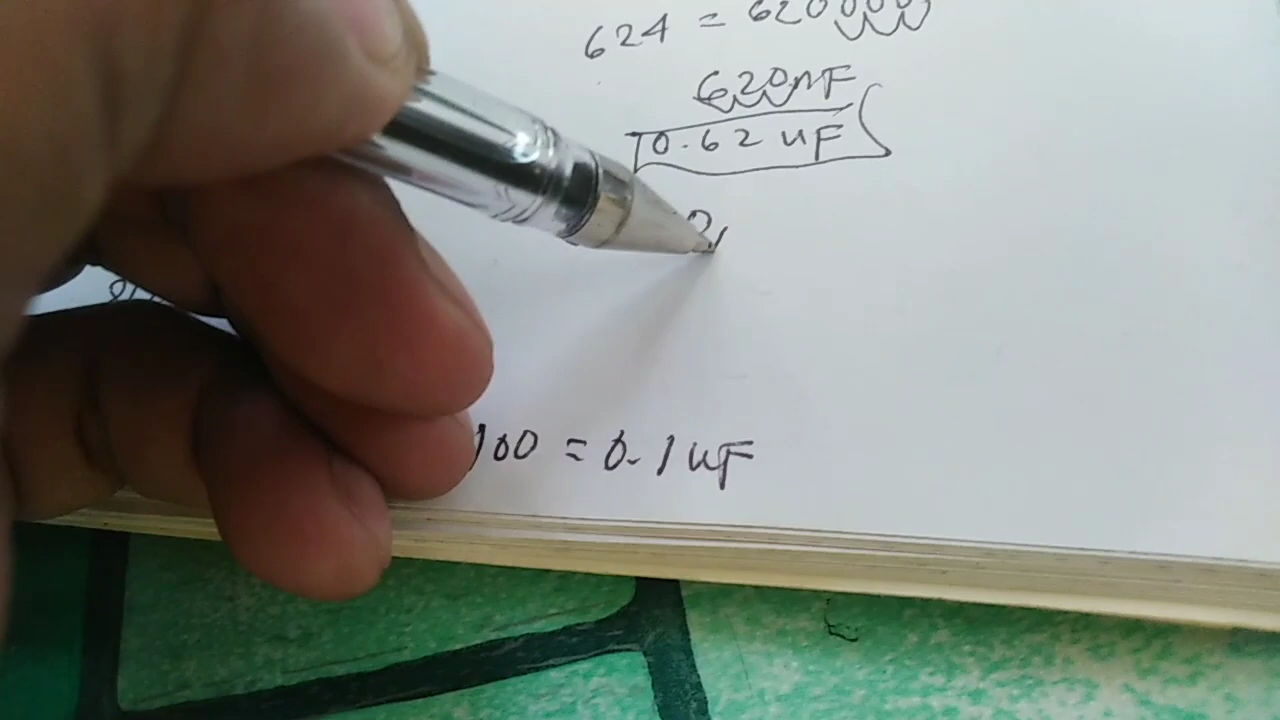 624 = 620000
620nF
0.62 uF
100 = 0.1 uF